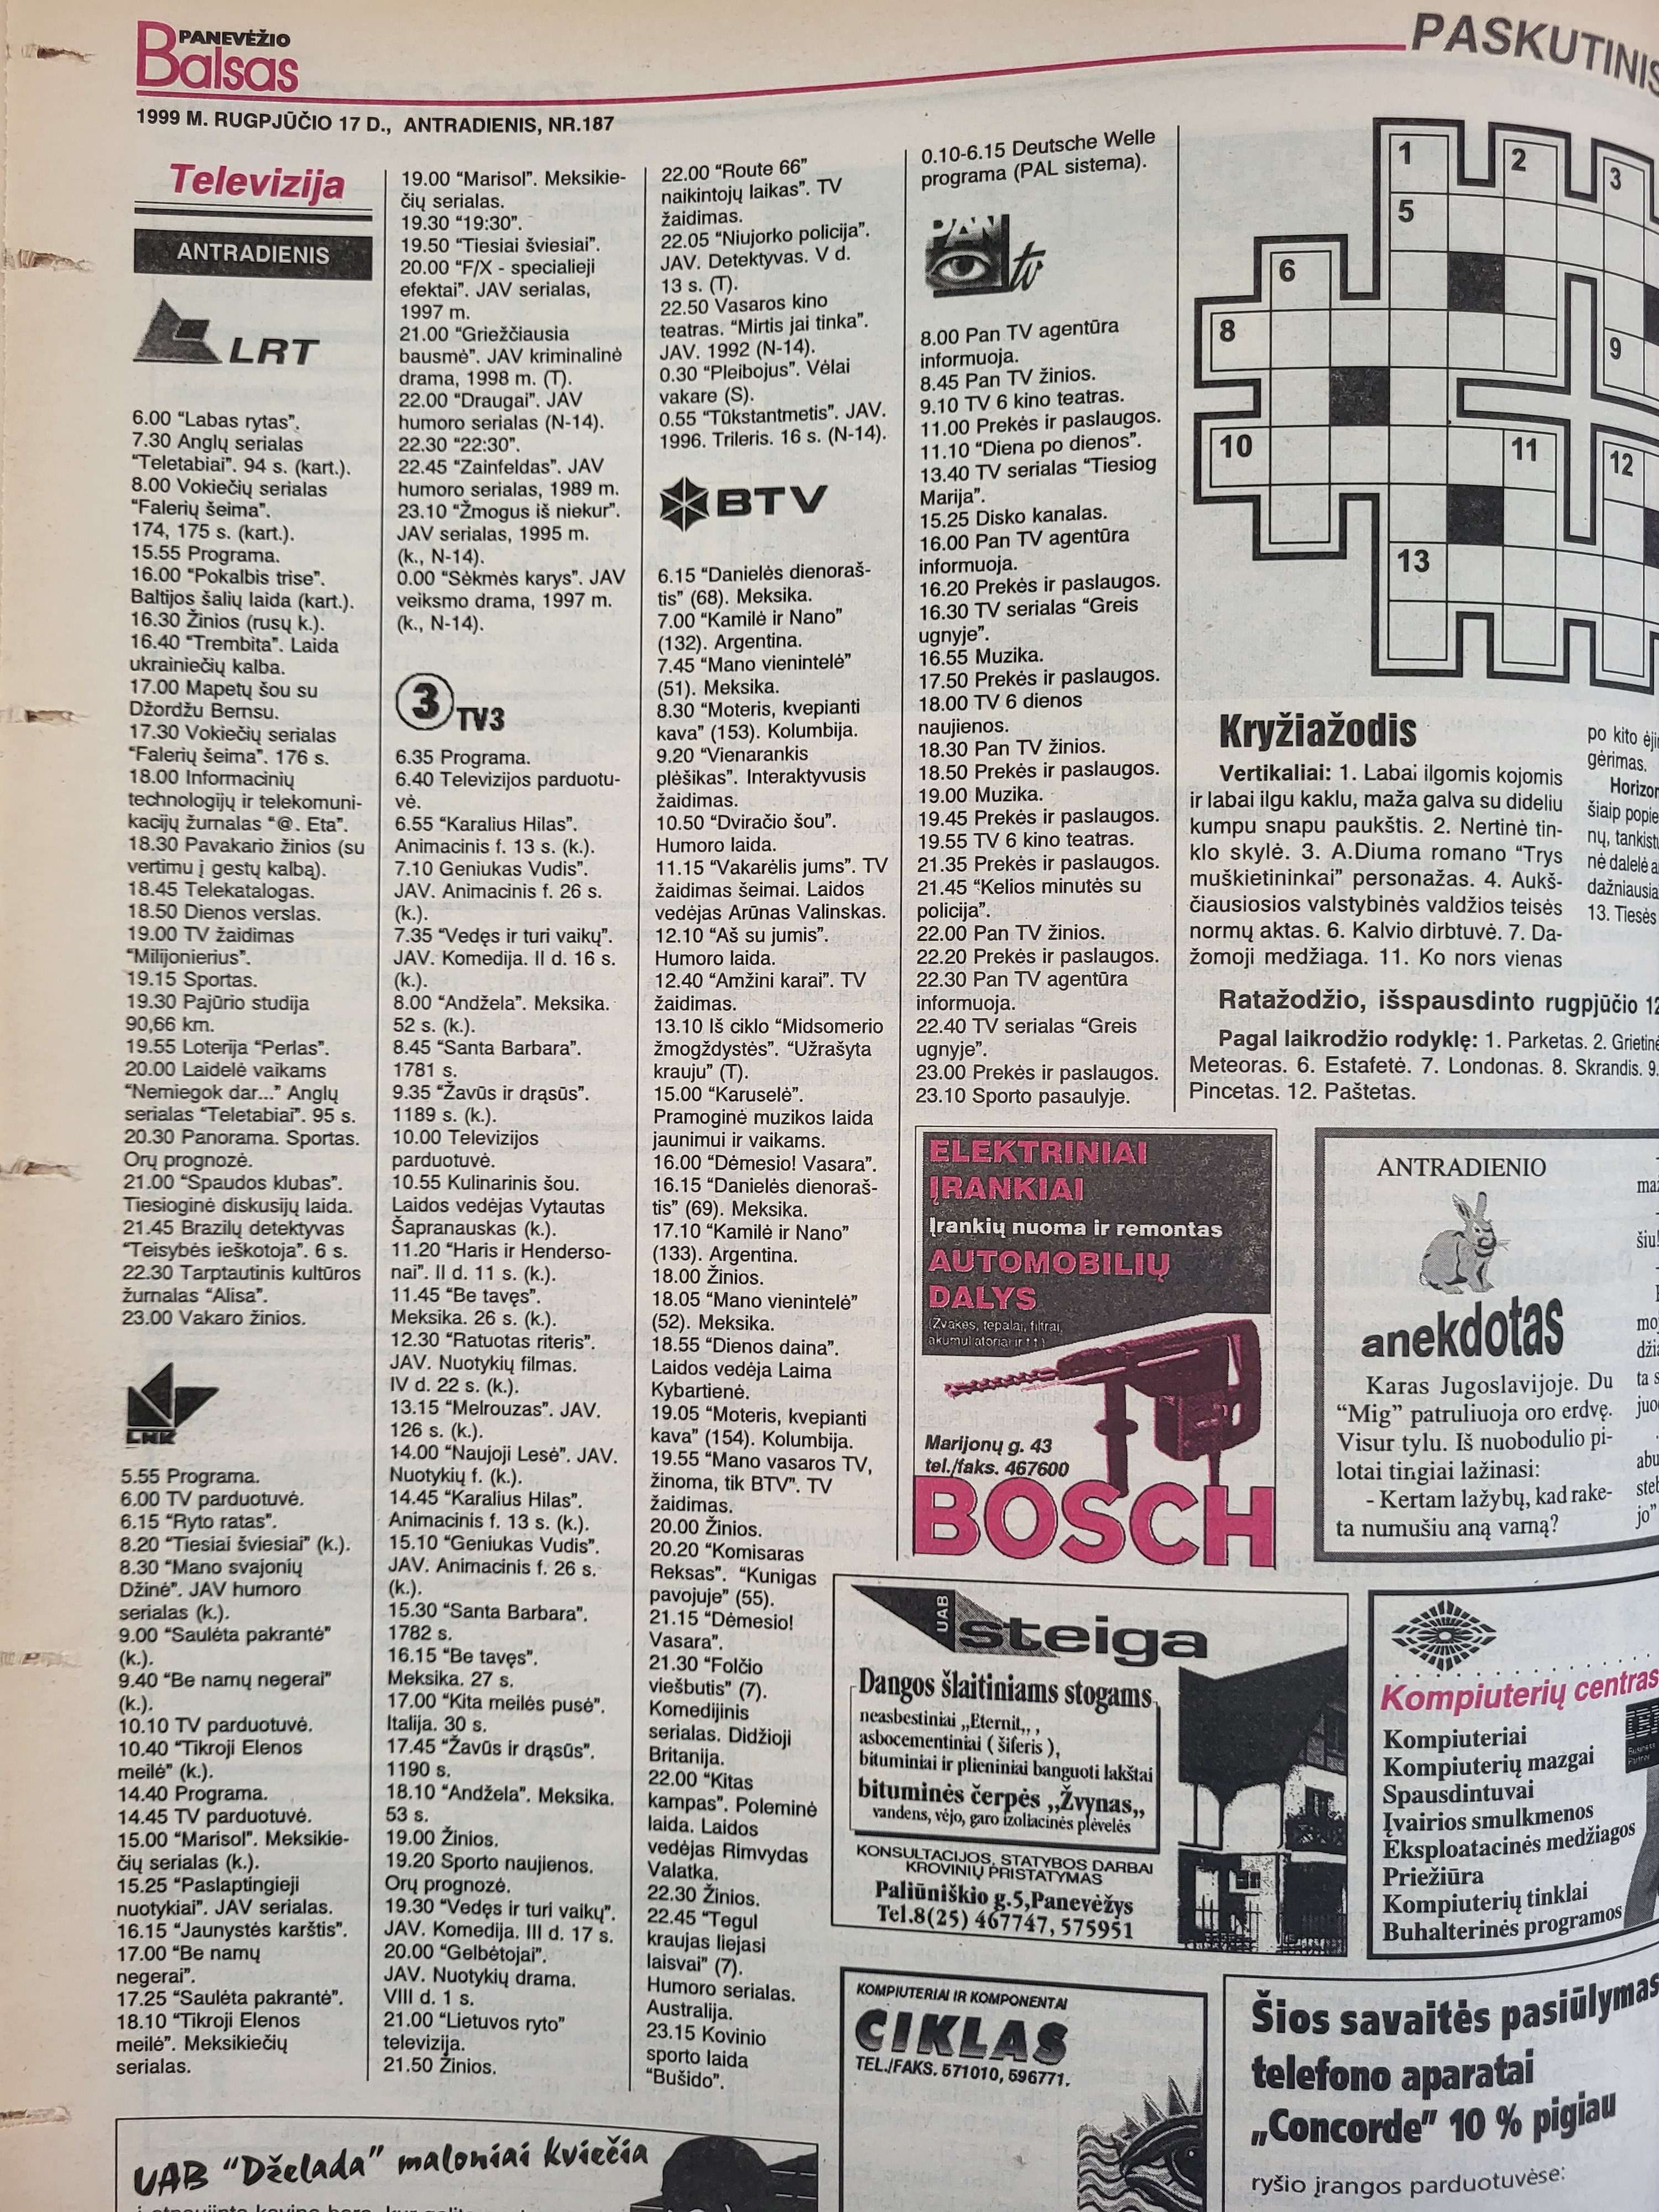 PANEVĖŽIO
Balsas
PASKUTINIS
1999 M. RUGPJŪČIO 17 D., ANTRADIENIS, NR.187
Televizija
ANTRADIENIS
LRT
6.00 “Labas rytas”.
7.30 Anglų serialas
“Teletabiai”. 94 s. (kart.).
8.00 Vokiečių serialas
“Falerių šeima”.
174, 175 s. (kart.).
15.55 Programa.
16.00 “Pokalbis trise”.
Baltijos šalių laida (kart.).
16.30 Žinios (rusų k.).
16.40 “Trembita”. Laida
ukrainiečių kalba.
17.00 Mapetų šou su
Džordžu Bernsu.
17.30 Vokiečių serialas
“Falerių šeima”. 176 s.
18.00 Informacinių
technologijų ir telekomuni-
kacijų žurnalas “@. Eta”.
18.30 Pavakario žinios (su
vertimu į gestų kalbą).
18.45 Telekatalogas.
18.50 Dienos verslas.
19.00 TV žaidimas
“Milijonierius”.
19.15 Sportas.
19.30 Pajūrio studija
90,66 km.
19.55 Loterija “Perlas”.
20.00 Laidelė vaikams
“Nemiegok dar...” Anglų
serialas “Teletabiai”. 95 s.
20.30 Panorama. Sportas.
Orų prognozė.
21.00 “Spaudos klubas”.
Tiesioginė diskusijų laida.
21.45 Brazilų detektyvas
“Teisybės ieškotoja”. 6 s.
22.30 Tarptautinis kultūros
žurnalas “Alisa”.
23.00 Vakaro žinios.
LNK
5.55 Programa.
6.00 TV parduotuvė.
6.15 “Ryto ratas”.
8.20 “Tiesiai šviesiai” (k.).
8.30 “Mano svajonių
Džinė”. JAV humoro
serialas (k.).
9.00 “Saulėta pakrantė”
(k.).
9.40 “Be namų negerai”
(k.).
10.10 TV parduotuvė.
10.40 “Tikroji Elenos
meilė” (k.).
14.40 Programa.
14.45 TV parduotuvė.
15.00 “Marisol”. Meksikie-
čių serialas (k.).
15.25 “Paslaptingieji
nuotykiai”. JAV serialas.
16.15 “Jaunystės karštis”.
17.00 “Be namų
negerai”.
17.25 “Saulėta pakrantė”.
18.10 “Tikroji Elenos
meilė”. Meksikiečių
serialas.
19.00 “Marisol”. Meksikie-
čių serialas.
19.30 “19:30”.
19.50 “Tiesiai šviesiai”.
20.00 “F/X - specialieji
efektai”. JAV serialas,
1997 m.
21.00 “Griežčiausia
bausmė”. JAV kriminalinė
drama, 1998 m. (T).
22.00 “Draugai”. JAV
humoro serialas (N-14).
22.30 “22:30”.
22.45 “Zainfeldas”. JAV
humoro serialas, 1989 m.
23.10 “Žmogus iš niekur”.
JAV serialas, 1995 m.
(k., N-14).
0.00 “Sėkmės karys”. JAV
veiksmo drama, 1997 m.
(k., N-14).
3 TV3
6.35 Programa.
6.40 Televizijos parduotu-
vė.
6.55 “Karalius Hilas”.
Animacinis f. 13 s. (k.).
7.10 Geniukas Vudis”.
JAV. Animacinis f. 26 s.
(k.).
7.35 “Vedęs ir turi vaikų”.
JAV. Komedija. II d. 16 s.
(k.).
8.00 “Andžela”. Meksika.
52 s. (k.).
8.45 “Santa Barbara”.
1781 s.
9.35 “Žavūs ir drąsūs”.
1189 s. (k.).
10.00 Televizijos
parduotuvė.
10.55 Kulinarinis šou.
Laidos vedėjas Vytautas
Šapranauskas (k.).
11.20 “Haris ir Henderso-
nai”. II d. 11 s. (k.).
11.45 “Be tavęs”.
Meksika. 26 s. (k.).
12.30 “Ratuotas riteris”.
JAV. Nuotykių filmas.
IV d. 22 s. (k.).
13.15 “Melrouzas”. JAV.
126 s. (k.).
14.00 “Naujoji Lesė”. JAV.
Nuotykių f. (k.).
14.45 “Karalius Hilas”.
Animacinis f. 13 s. (k.).
15.10 “Geniukas Vudis”.
JAV. Animacinis f. 26 s.
(k.).
15.30 “Santa Barbara”.
1782 s.
16.15 “Be tavęs”.
Meksika. 27 s.
17.00 “Kita meilės pusė”.
Italija. 30 s.
17.45 “Žavūs ir drąsūs”.
1190 s.
18.10 “Andžela”. Meksika.
53 s.
19.00 Žinios.
19.20 Sporto naujienos.
Orų prognozė.
19.30 “Vedęs ir turi vaikų”.
JAV. Komedija. III d. 17 s.
20.00 “Gelbėtojai”.
JAV. Nuotykių drama.
VIII d. 1 s.
21.00 “Lietuvos ryto”
televizija.
21.50 Žinios.
22.00 “Route 66”
naikintojų laikas”. TV
žaidimas.
22.05 “Niujorko policija”.
JAV. Detektyvas. V d.
13 s. (T).
22.50 Vasaros kino
teatras. “Mirtis jai tinka”.
JAV. 1992 (N-14).
0.30 “Pleibojus”. Vėlai
vakare (S).
0.55 “Tūkstantmetis”. JAV.
1996. Trileris. 16 s. (N-14).
BTV
6.15 “Danielės dienoraš-
tis” (68). Meksika.
7.00 “Kamilė ir Nano”
(132). Argentina.
7.45 “Mano vienintelė”
(51). Meksika.
8.30 “Moteris, kvepianti
kava” (153). Kolumbija.
9.20 “Vienarankis
plėšikas”. Interaktyvusis
žaidimas.
10.50 “Dviračio šou”.
Humoro laida.
11.15 “Vakarėlis jums”. TV
žaidimas šeimai. Laidos
vedėjas Arūnas Valinskas.
12.10 “Aš su jumis”.
Humoro laida.
12.40 “Amžini karai”. TV
žaidimas.
13.10 Iš ciklo “Midsomerio
žmogždystės”. “Užrašyta
krauju” (T).
15.00 “Karuselė”.
Pramoginė muzikos laida
jaunimui ir vaikams.
16.00 “Dėmesio! Vasara”.
16.15 “Danielės dienoraš-
tis” (69). Meksika.
17.10 “Kamilė ir Nano”
(133). Argentina.
18.00 Žinios.
18.05 “Mano vienintelė”
(52). Meksika.
18.55 “Dienos daina”.
Laidos vedėja Laima
Kybartienė.
19.05 “Moteris, kvepianti
kava” (154). Kolumbija.
19.55 “Mano vasaros TV,
žinoma, tik BTV”. TV
žaidimas.
20.00 Žinios.
20.20 “Komisaras
Reksas”. “Kunigas
pavojuje” (55).
21.15 “Dėmesio!
Vasara”.
21.30 “Folčio
viešbutis” (7).
Komedijinis
serialas. Didžioji
Britanija.
22.00 “Kitas
kampas”. Poleminė
laida. Laidos
vedėjas Rimvydas
Valatka.
22.30 Žinios.
22.45 “Tegul
kraujas liejasi
laisvai” (7).
Humoro serialas.
Australija.
23.15 Kovinio
sporto laida
“Bušido”.
0.10-6.15 Deutsche Welle
programa (PAL sistema).
PAN tv
8.00 Pan TV agentūra
informuoja.
8.45 Pan TV žinios.
9.10 TV 6 kino teatras.
11.00 Prekės ir paslaugos.
11.10 “Diena po dienos”.
13.40 TV serialas “Tiesiog
Marija”.
15.25 Disko kanalas.
16.00 Pan TV agentūra
informuoja.
16.20 Prekės ir paslaugos.
16.30 TV serialas “Greis
ugnyje”.
16.55 Muzika.
17.50 Prekės ir paslaugos.
18.00 TV 6 dienos
naujienos.
18.30 Pan TV žinios.
18.50 Prekės ir paslaugos.
19.00 Muzika.
19.45 Prekės ir paslaugos.
19.55 TV 6 kino teatras.
21.35 Prekės ir paslaugos.
21.45 “Kelios minutės su
policija”.
22.00 Pan TV žinios.
22.20 Prekės ir paslaugos.
22.30 Pan TV agentūra
informuoja.
22.40 TV serialas “Greis
ugnyje”.
23.00 Prekės ir paslaugos.
23.10 Sporto pasaulyje.
1 2 3
5
6
8 9
10 11 12
13
Kryžiažodis
Vertikaliai: 1. Labai ilgomis kojomis
ir labai ilgu kaklu, maža galva su dideliu
kumpu snapu paukštis. 2. Nertinė tin-
klo skylė. 3. A.Diuma romano “Trys
muškietininkai” personažas. 4. Aukš-
čiausiosios valstybinės valdžios teisės
normų aktas. 6. Kalvio dirbtuvė. 7. Da-
žomoji medžiaga. 11. Ko nors vienas
po kito ėji
gėrimas.
Horizon
šiaip popie
nų, tankist
nė dalelė a
dažniausia
13. Tiesės
Ratažodžio, išspausdinto rugpjūčio 12
Pagal laikrodžio rodyklę: 1. Parketas. 2. Grietinė
Meteoras. 6. Estafetė. 7. Londonas. 8. Skrandis. 9.
Pincetas. 12. Paštetas.
ELEKTRINIAI
ĮRANKIAI
Įrankių nuoma ir remontas
AUTOMOBILIŲ
DALYS
(Žvakės, tepalai, filtrai,
akumuliatoriai ir t.t.)
Marijonų g. 43
tel./faks. 467600
BOSCH
ANTRADIENIO
anekdotas
Karas Jugoslavijoje. Du
“Mig” patruliuoja oro erdvę.
Visur tylu. Iš nuobodulio pi-
lotai tingiai lažinasi:
- Kertam lažybų, kad rake-
ta numušiu aną varną?
maž
šiu!
moj
dži
ta s
juo
abu
steb
jo”
UAB steiga
Dangos šlaitiniams stogams
neasbestiniai „Eternit„ ,
asbocementiniai ( šiferis ),
bituminiai ir plieniniai banguoti lakštai
bituminės čerpės „Žvynas„
vandens, vėjo, garo izoliacinės plėvelės
KONSULTACIJOS, STATYBOS DARBAI
KROVINIŲ PRISTATYMAS
Paliūniškio g.5,Panevėžys
Tel.8(25) 467747, 575951
Kompiuterių centras
Kompiuteriai
Kompiuterių mazgai
Spausdintuvai
Įvairios smulkmenos
Eksploatacinės medžiagos
Priežiūra
Kompiuterių tinklai
Buhalterinės programos
Business
Partner
KOMPIUTERIAI IR KOMPONENTAI
CIKLAS
TEL./FAKS. 571010, 596771.
Šios savaitės pasiūlymas
telefono aparatai
„Concorde” 10 % pigiau
ryšio įrangos parduotuvėse:
UAB “Dželada” maloniai kviečia